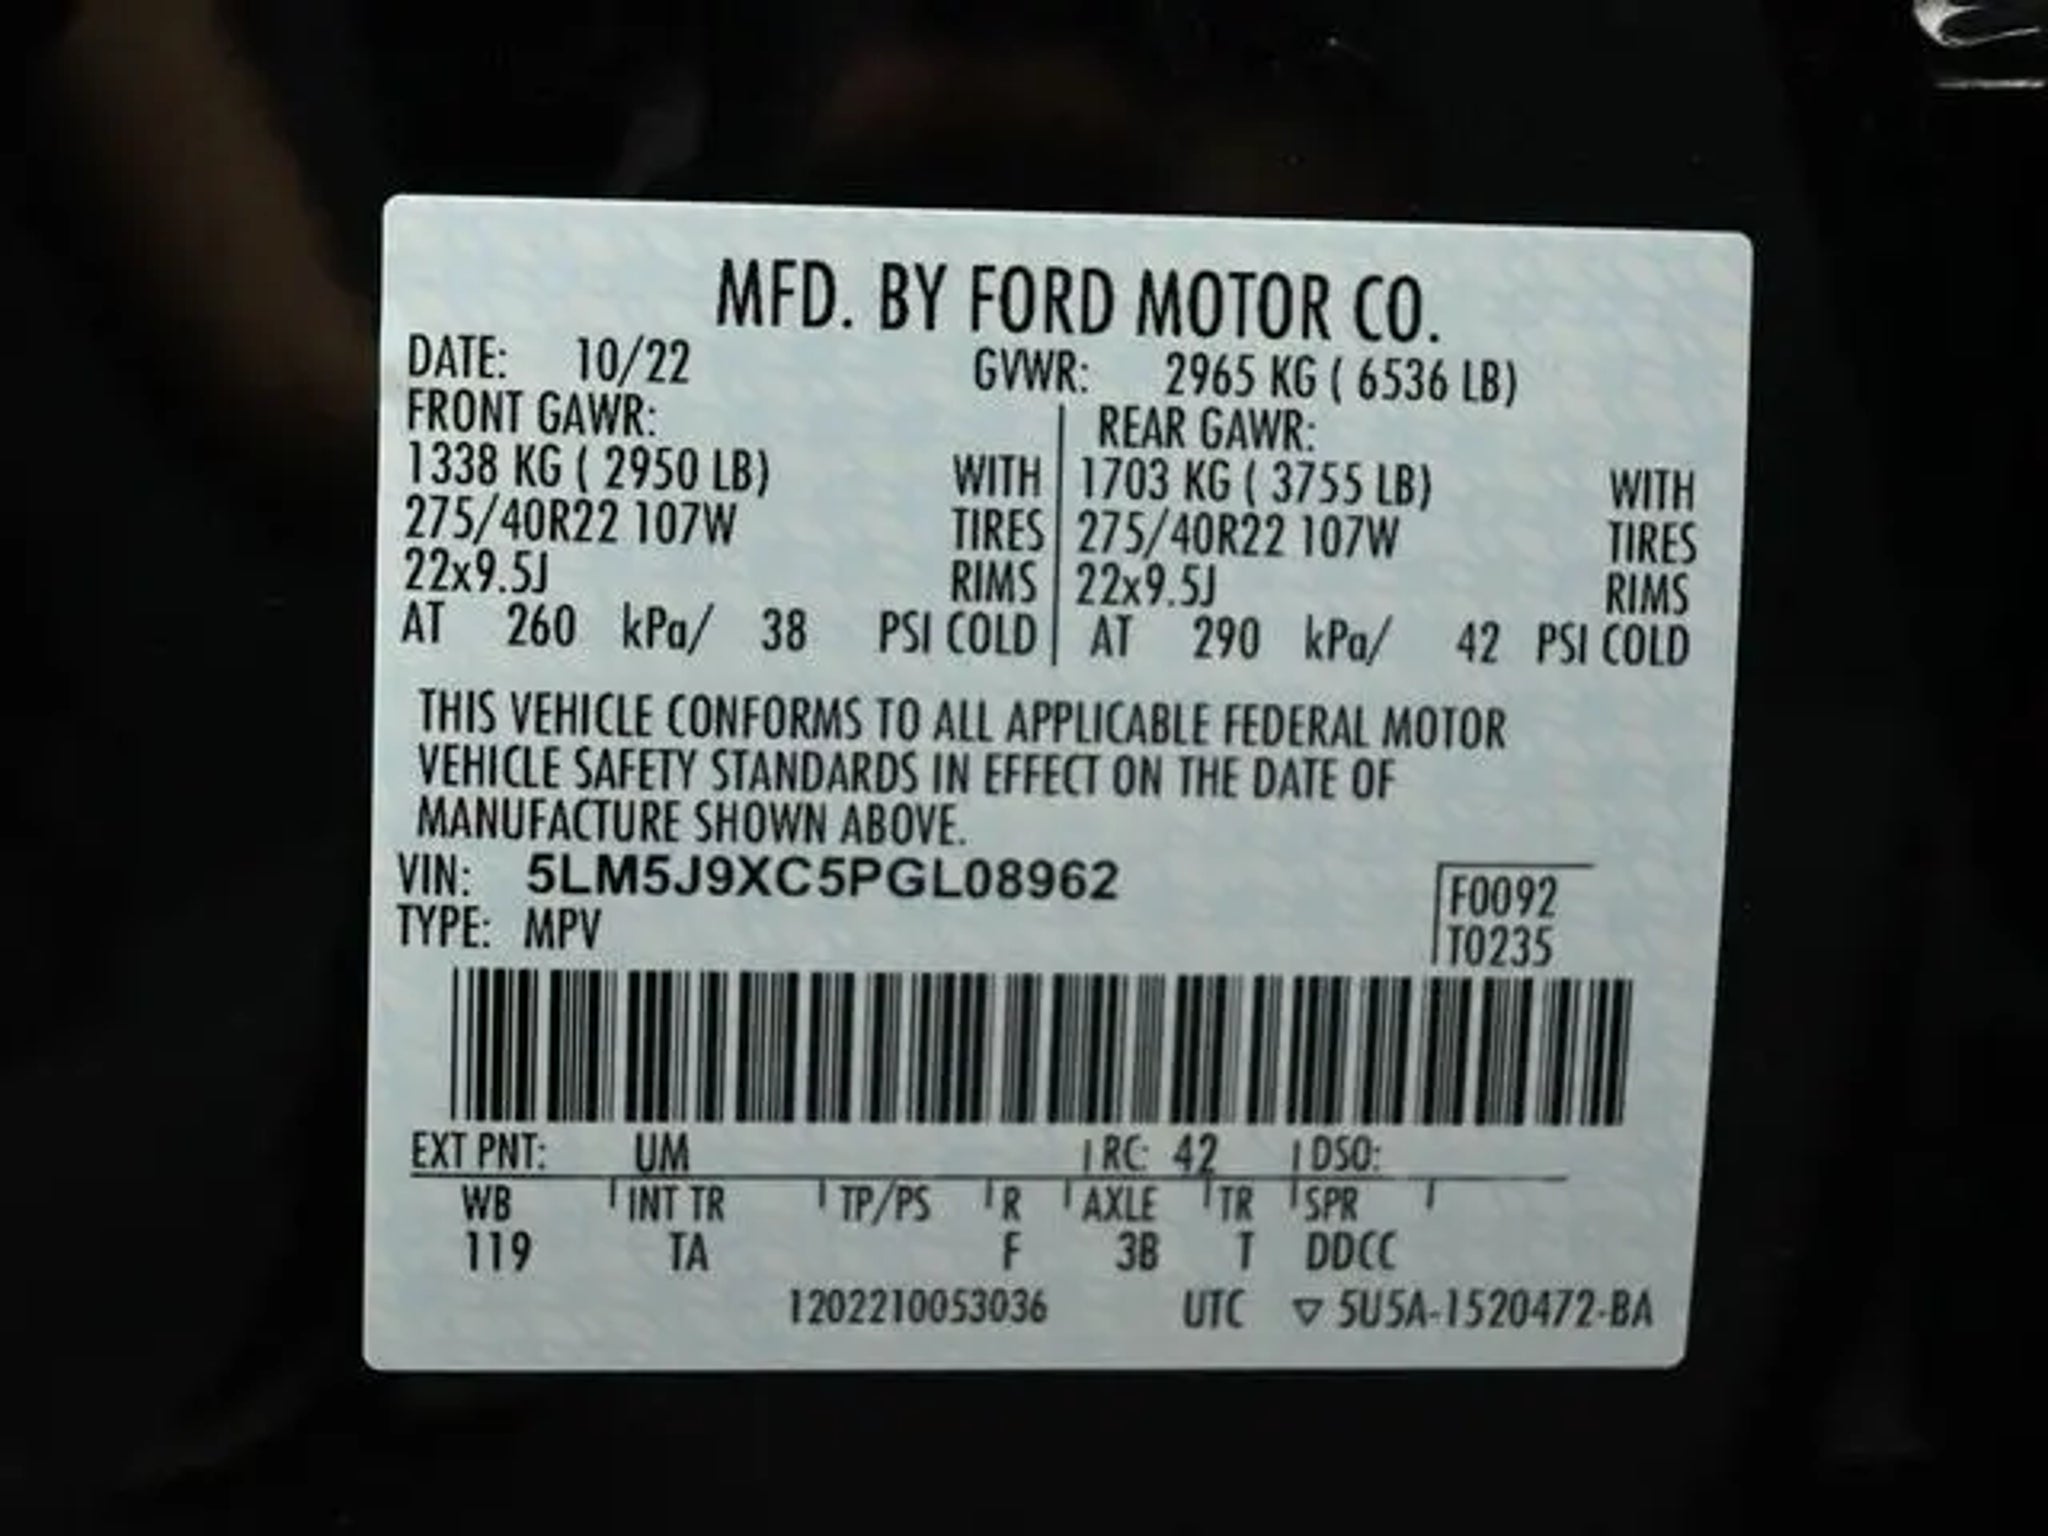 MFD. BY FORD MOTOR CO.
DATE: 10/22 GVWR: 2965 KG ( 6536 LB)
FRONT GAWR: REAR GAWR:
1338 KG ( 2950 LB) WITH 1703 KG ( 3755 LB) WITH
275/40R22 107W TIRES 275/40R22 107W TIRES
22x9.5J RIMS 22x9.5J RIMS
AT 260 kPa/ 38 PSI COLD AT 290 kPa/ 42 PSI COLD
THIS VEHICLE CONFORMS TO ALL APPLICABLE FEDERAL MOTOR
VEHICLE SAFETY STANDARDS IN EFFECT ON THE DATE OF
MANUFACTURE SHOWN ABOVE.
VIN: 5LM5J9XC5PGL08962 F0092
TYPE: MPV T0235
EXT PNT: UM RC: 42 DSO:
WB INT TR TP/PS R AXLE TR SPR
119 TA F 3B T DDCC
1202210053036 UTC ▽ 5U5A-1520472-BA